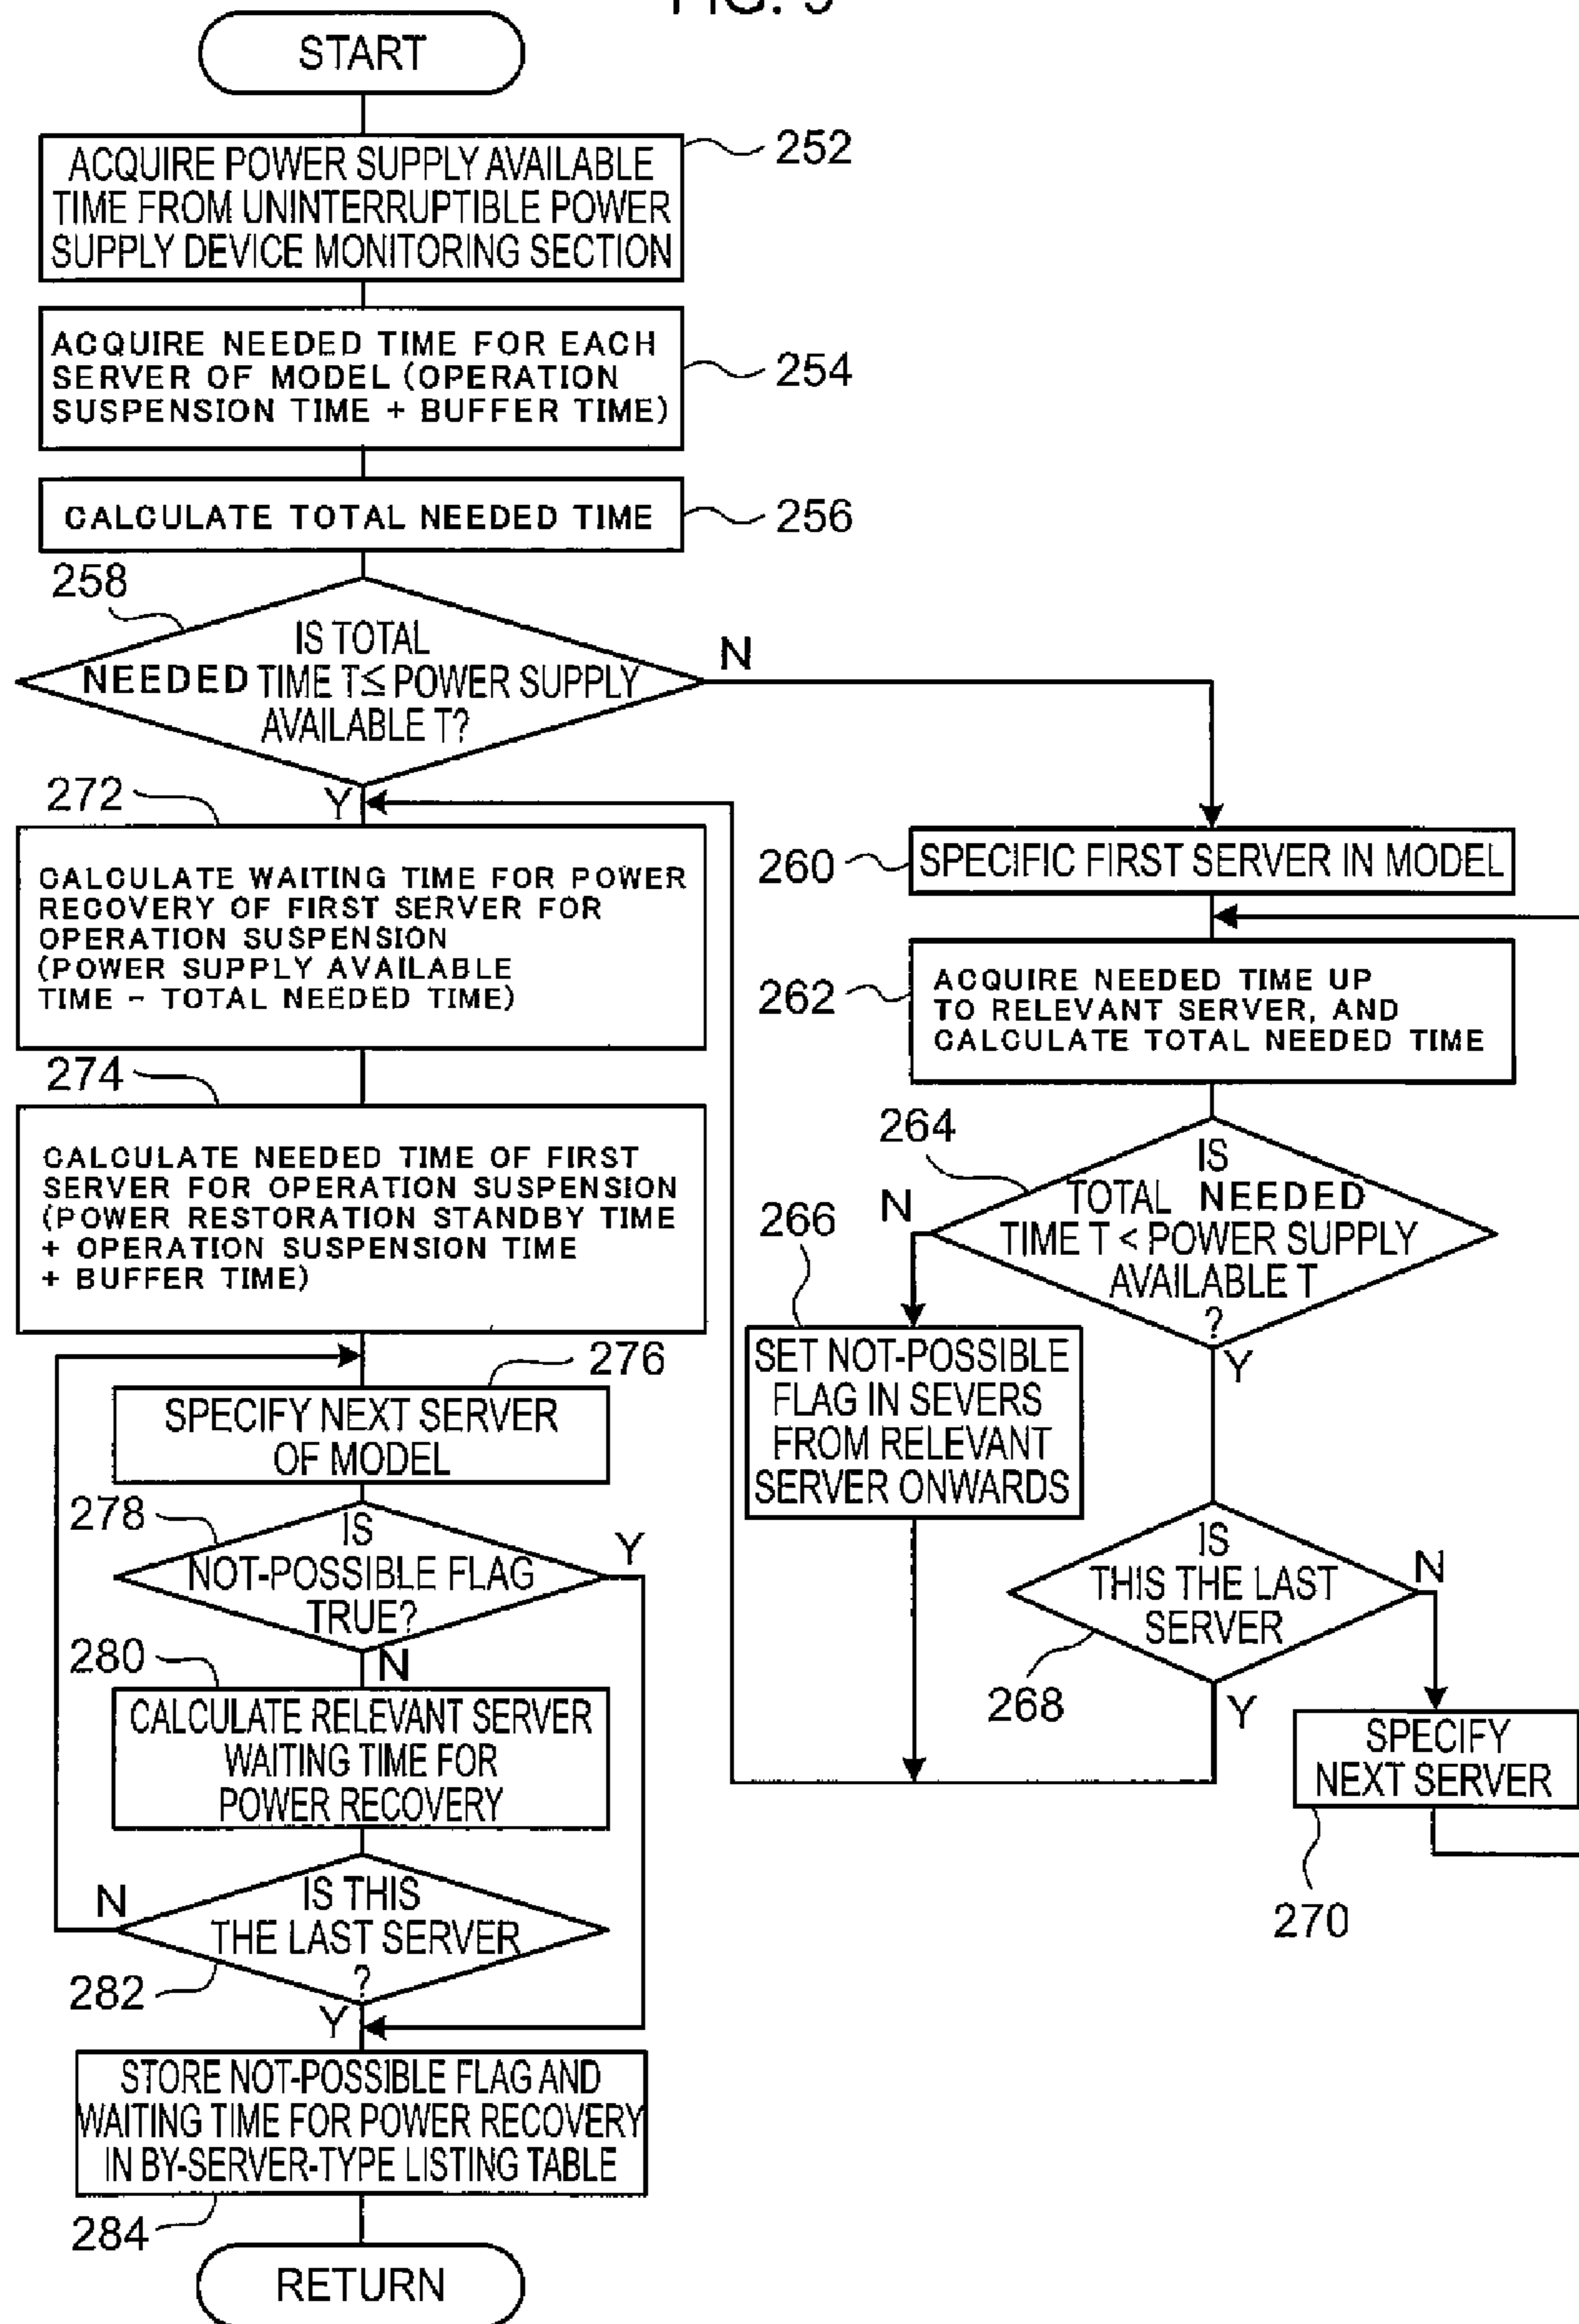 START
252
ACQUIRE POWER SUPPLY AVAILABLE
TIME FROM UNINTERRUPTIBLE POWER
SUPPLY DEVICE MONITORING SECTION
254
ACQUIRE NEEDED TIME FOR EACH
SERVER OF MODEL (OPERATION
SUSPENSION TIME + BUFFER TIME)
256
CALCULATE TOTAL NEEDED TIME
258
IS TOTAL
NEEDED TIME T≤ POWER SUPPLY
AVAILABLE T?
N
Y
272
CALCULATE WAITING TIME FOR POWER
RECOVERY OF FIRST SERVER FOR
OPERATION SUSPENSION
(POWER SUPPLY AVAILABLE
TIME - TOTAL NEEDED TIME)
274
CALCULATE NEEDED TIME OF FIRST
SERVER FOR OPERATION SUSPENSION
(POWER RESTORATION STANDBY TIME
+ OPERATION SUSPENSION TIME
+ BUFFER TIME)
276
SPECIFY NEXT SERVER
OF MODEL
278
IS
NOT-POSSIBLE FLAG
TRUE?
Y
N
280
CALCULATE RELEVANT SERVER
WAITING TIME FOR
POWER RECOVERY
N
IS THIS
THE LAST SERVER
?
282
Y
STORE NOT-POSSIBLE FLAG AND
WAITING TIME FOR POWER RECOVERY
IN BY-SERVER-TYPE LISTING TABLE
284
RETURN
260
SPECIFIC FIRST SERVER IN MODEL
262
ACQUIRE NEEDED TIME UP
TO RELEVANT SERVER, AND
CALCULATE TOTAL NEEDED TIME
264
IS
TOTAL NEEDED
TIME T < POWER SUPPLY
AVAILABLE T
?
N
Y
266
SET NOT-POSSIBLE
FLAG IN SEVERS
FROM RELEVANT
SERVER ONWARDS
IS
THIS THE LAST
SERVER
N
268
Y
SPECIFY
NEXT SERVER
270